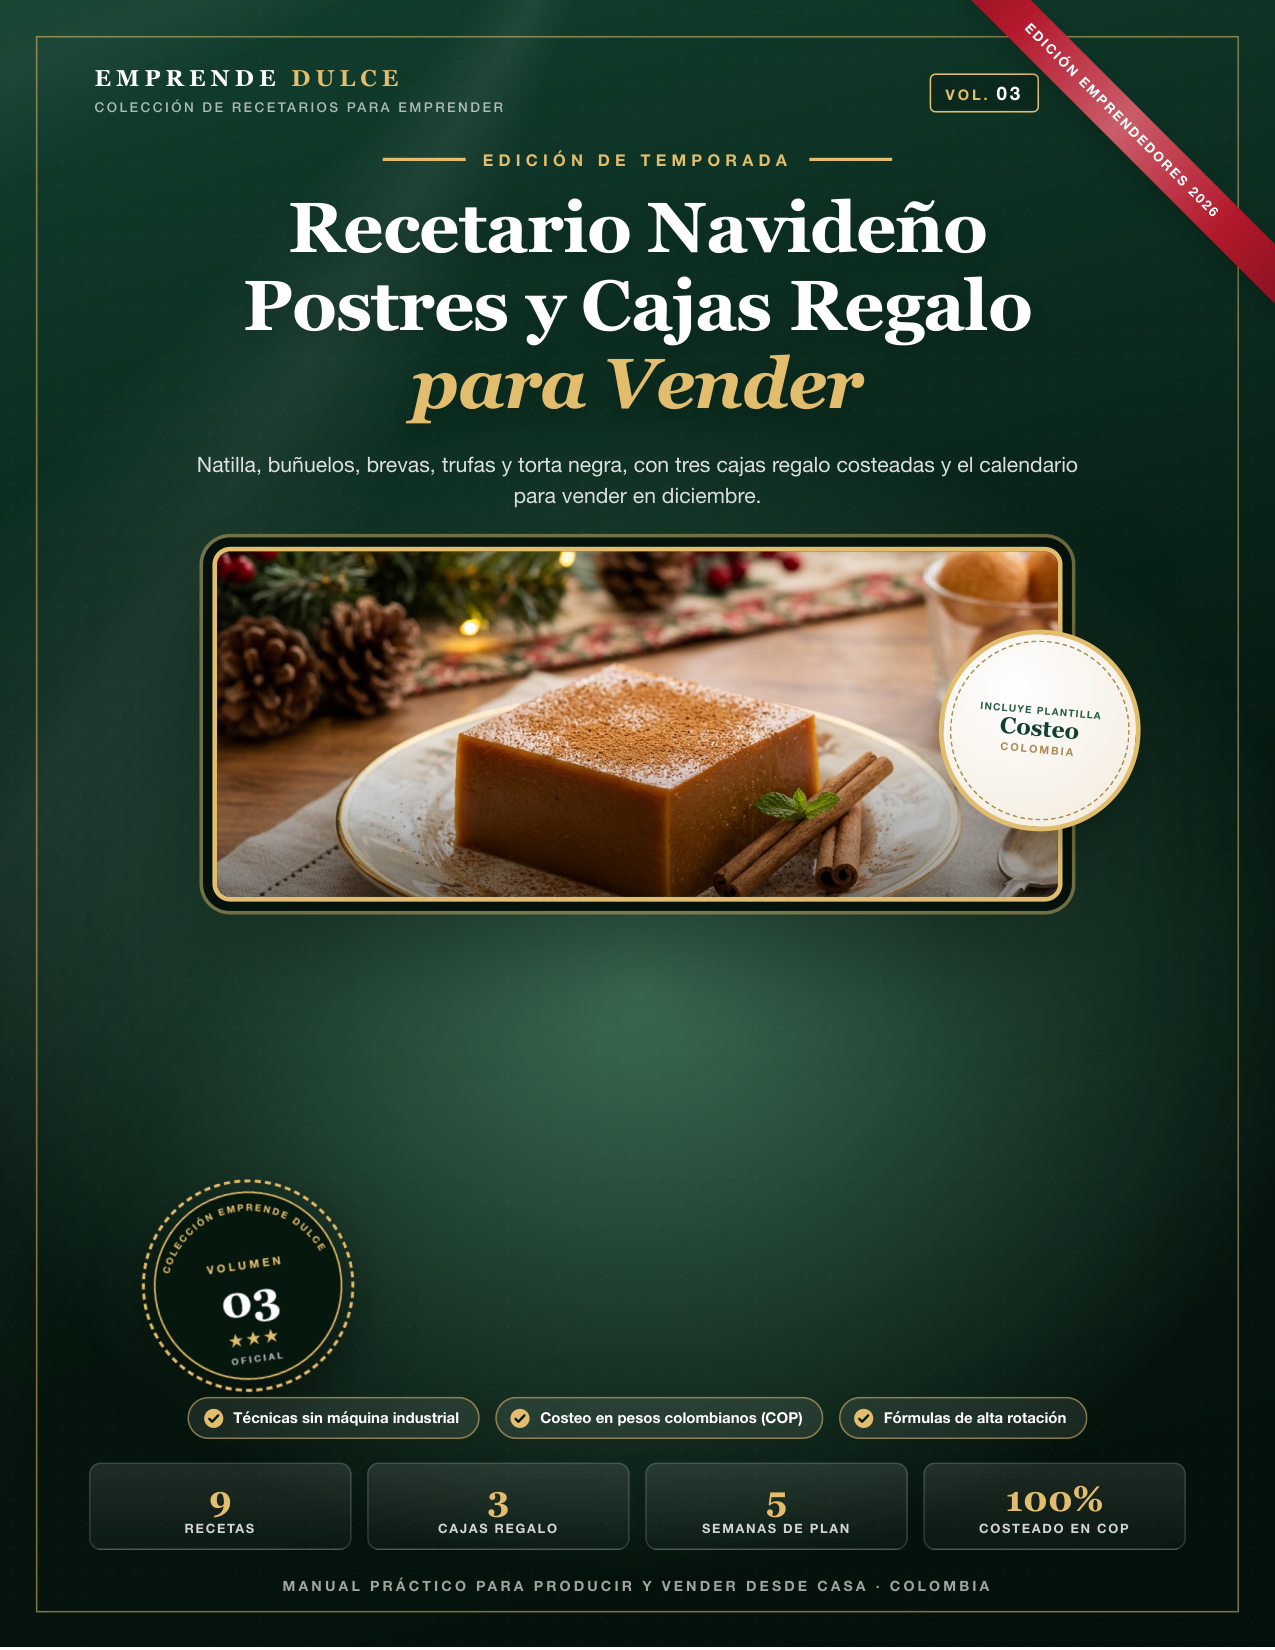 EMPRENDE DULCE
COLECCIÓN DE RECETARIOS PARA EMPRENDER
VOL. 03
EDICIÓN EMPRENDEDORES 2026
EDICIÓN DE TEMPORADA
Recetario Navideño
Postres y Cajas Regalo
para Vender
Natilla, buñuelos, brevas, trufas y torta negra, con tres cajas regalo costeadas y el calendario
para vender en diciembre.
INCLUYE PLANTILLA
Costeo
COLOMBIA
COLECCIÓN EMPRENDE DULCE
VOLUMEN
03
★★★
OFICIAL
Técnicas sin máquina industrial
Costeo en pesos colombianos (COP)
Fórmulas de alta rotación
9
RECETAS
3
CAJAS REGALO
5
SEMANAS DE PLAN
100%
COSTEADO EN COP
MANUAL PRÁCTICO PARA PRODUCIR Y VENDER DESDE CASA · COLOMBIA